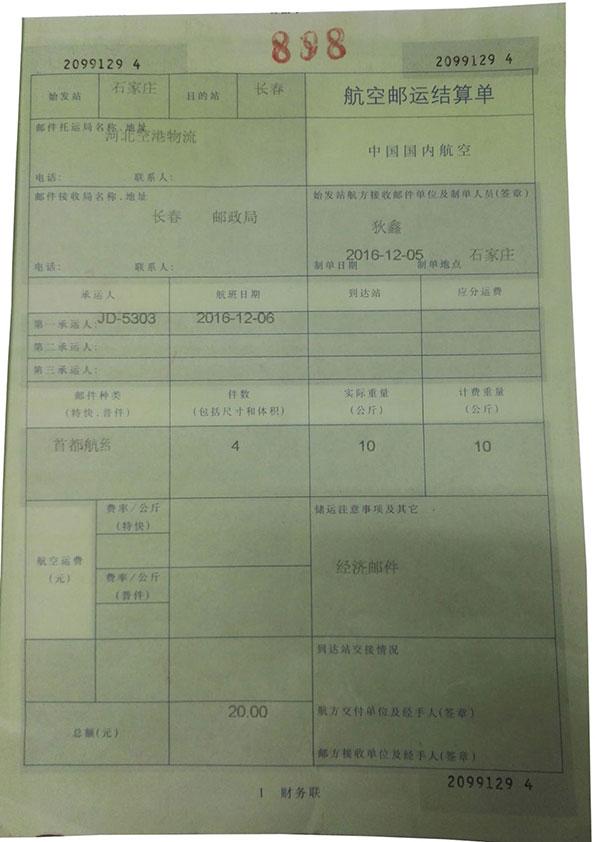 898
2099129 4
2099129 4
始发站 石家庄 目的站 长春
航空邮运结算单
中国国内航空
邮件托运局名称.地址
河北空港物流
电话: 联系人:
邮件接收局名称.地址
长春 邮政局
电话: 联系人:
始发站航方接收邮件单位及制单人员(签章)
狄鑫
2016-12-05 石家庄
制单日期 制单地点
承运人 航班日期 到达站 应分运费
第一承运人: JD-5303 2016-12-06
第二承运人:
第三承运人:
邮件种类 件数 实际重量 计费重量
(特快.普件) (包括尺寸和体积) (公斤) (公斤)
首都航 4 10 10
航空运费
(元)
费率/公斤
(特快)
费率/公斤
(普件)
储运注意事项及其它
经济邮件
到达站交接情况
总额(元) 20.00
航方交付单位及经手人(签章)
邮方接收单位及经手人(签章)
2099129 4
1 财务联